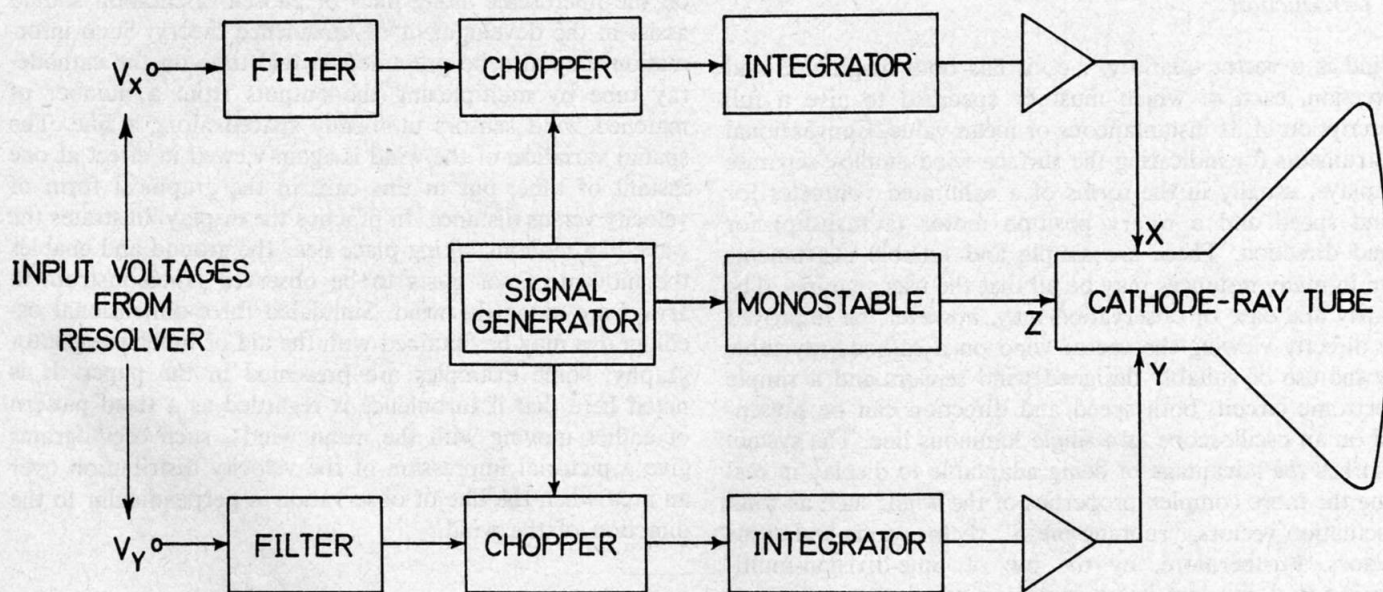 Vx
FILTER
CHOPPER
INTEGRATOR
INPUT VOLTAGES
FROM
RESOLVER
SIGNAL
GENERATOR
MONOSTABLE
X
Z
Y
CATHODE-RAY TUBE
Vy
FILTER
CHOPPER
INTEGRATOR